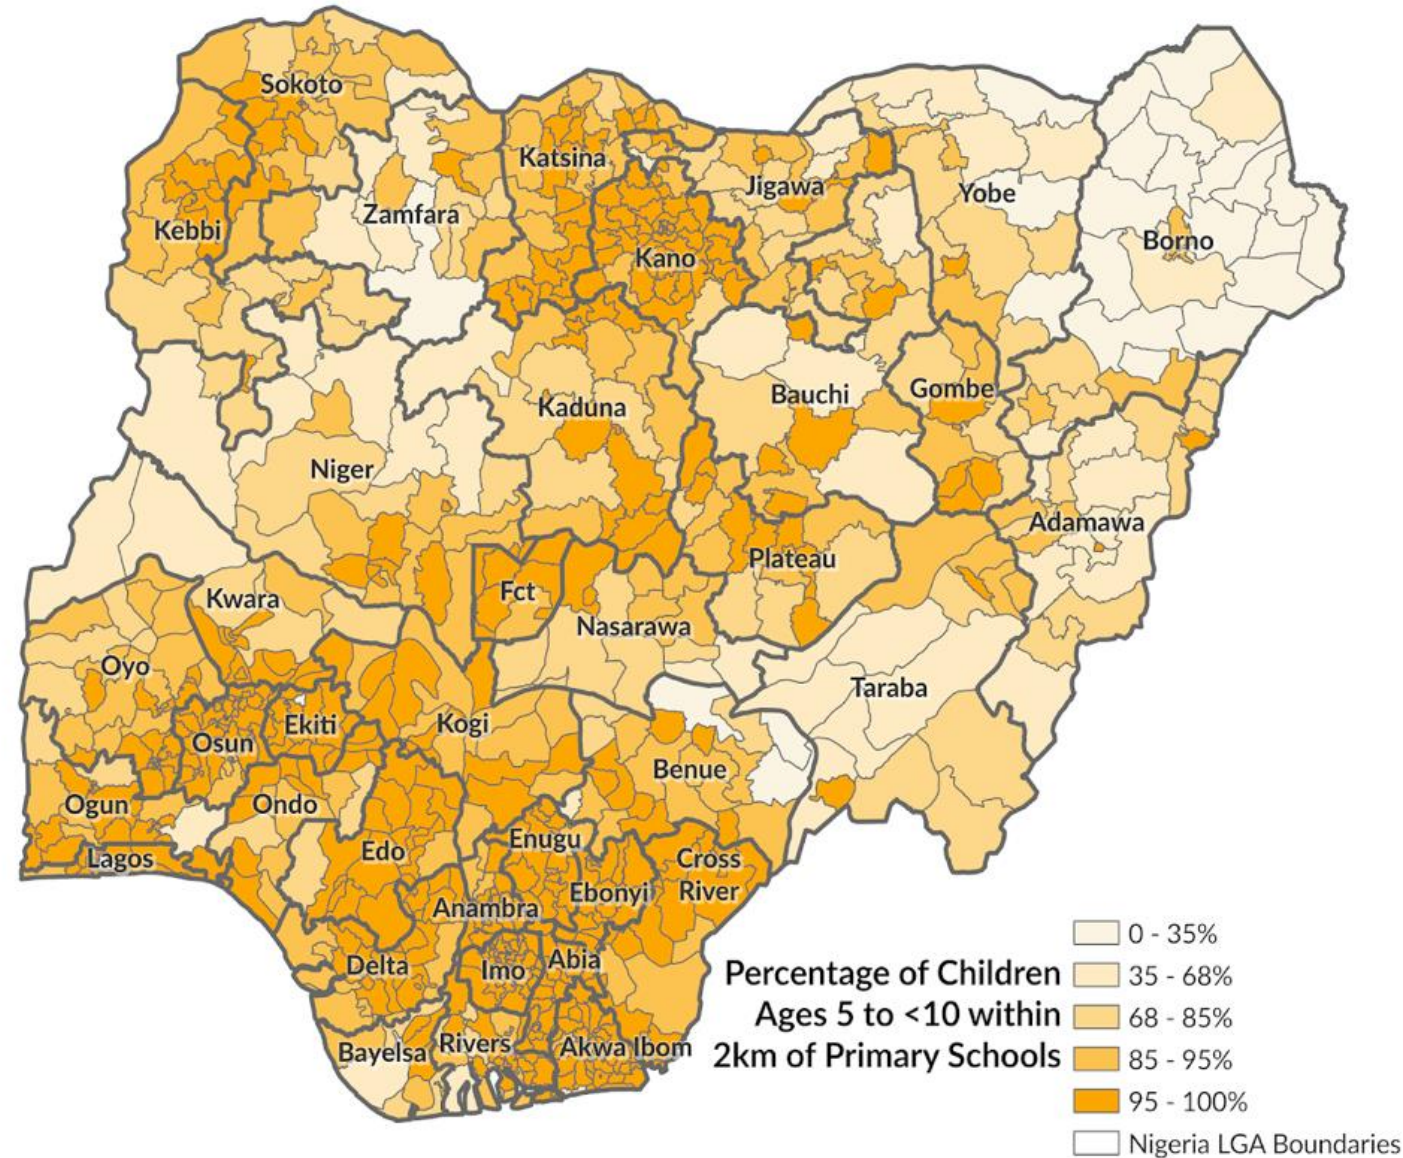 Sokoto
Katsina
Jigawa
Yobe
Zamfara
Kebbi
Borno
Kano
Bauchi
Gombe
Kaduna
Niger
Adamawa
Plateau
Fct
Kwara
Nasarawa
Oyo
Taraba
Ekiti
Kogi
Osun
Benue
Ogun
Ondo
Enugu
Edo
Lagos
Cross
River
Ebonyi
Anambra
Abia
Delta
Imo
Rivers
Bayelsa
Akwa Ibom
Percentage of Children
Ages 5 to <10 within
2km of Primary Schools
0 - 35%
35 - 68%
68 - 85%
85 - 95%
95 - 100%
Nigeria LGA Boundaries